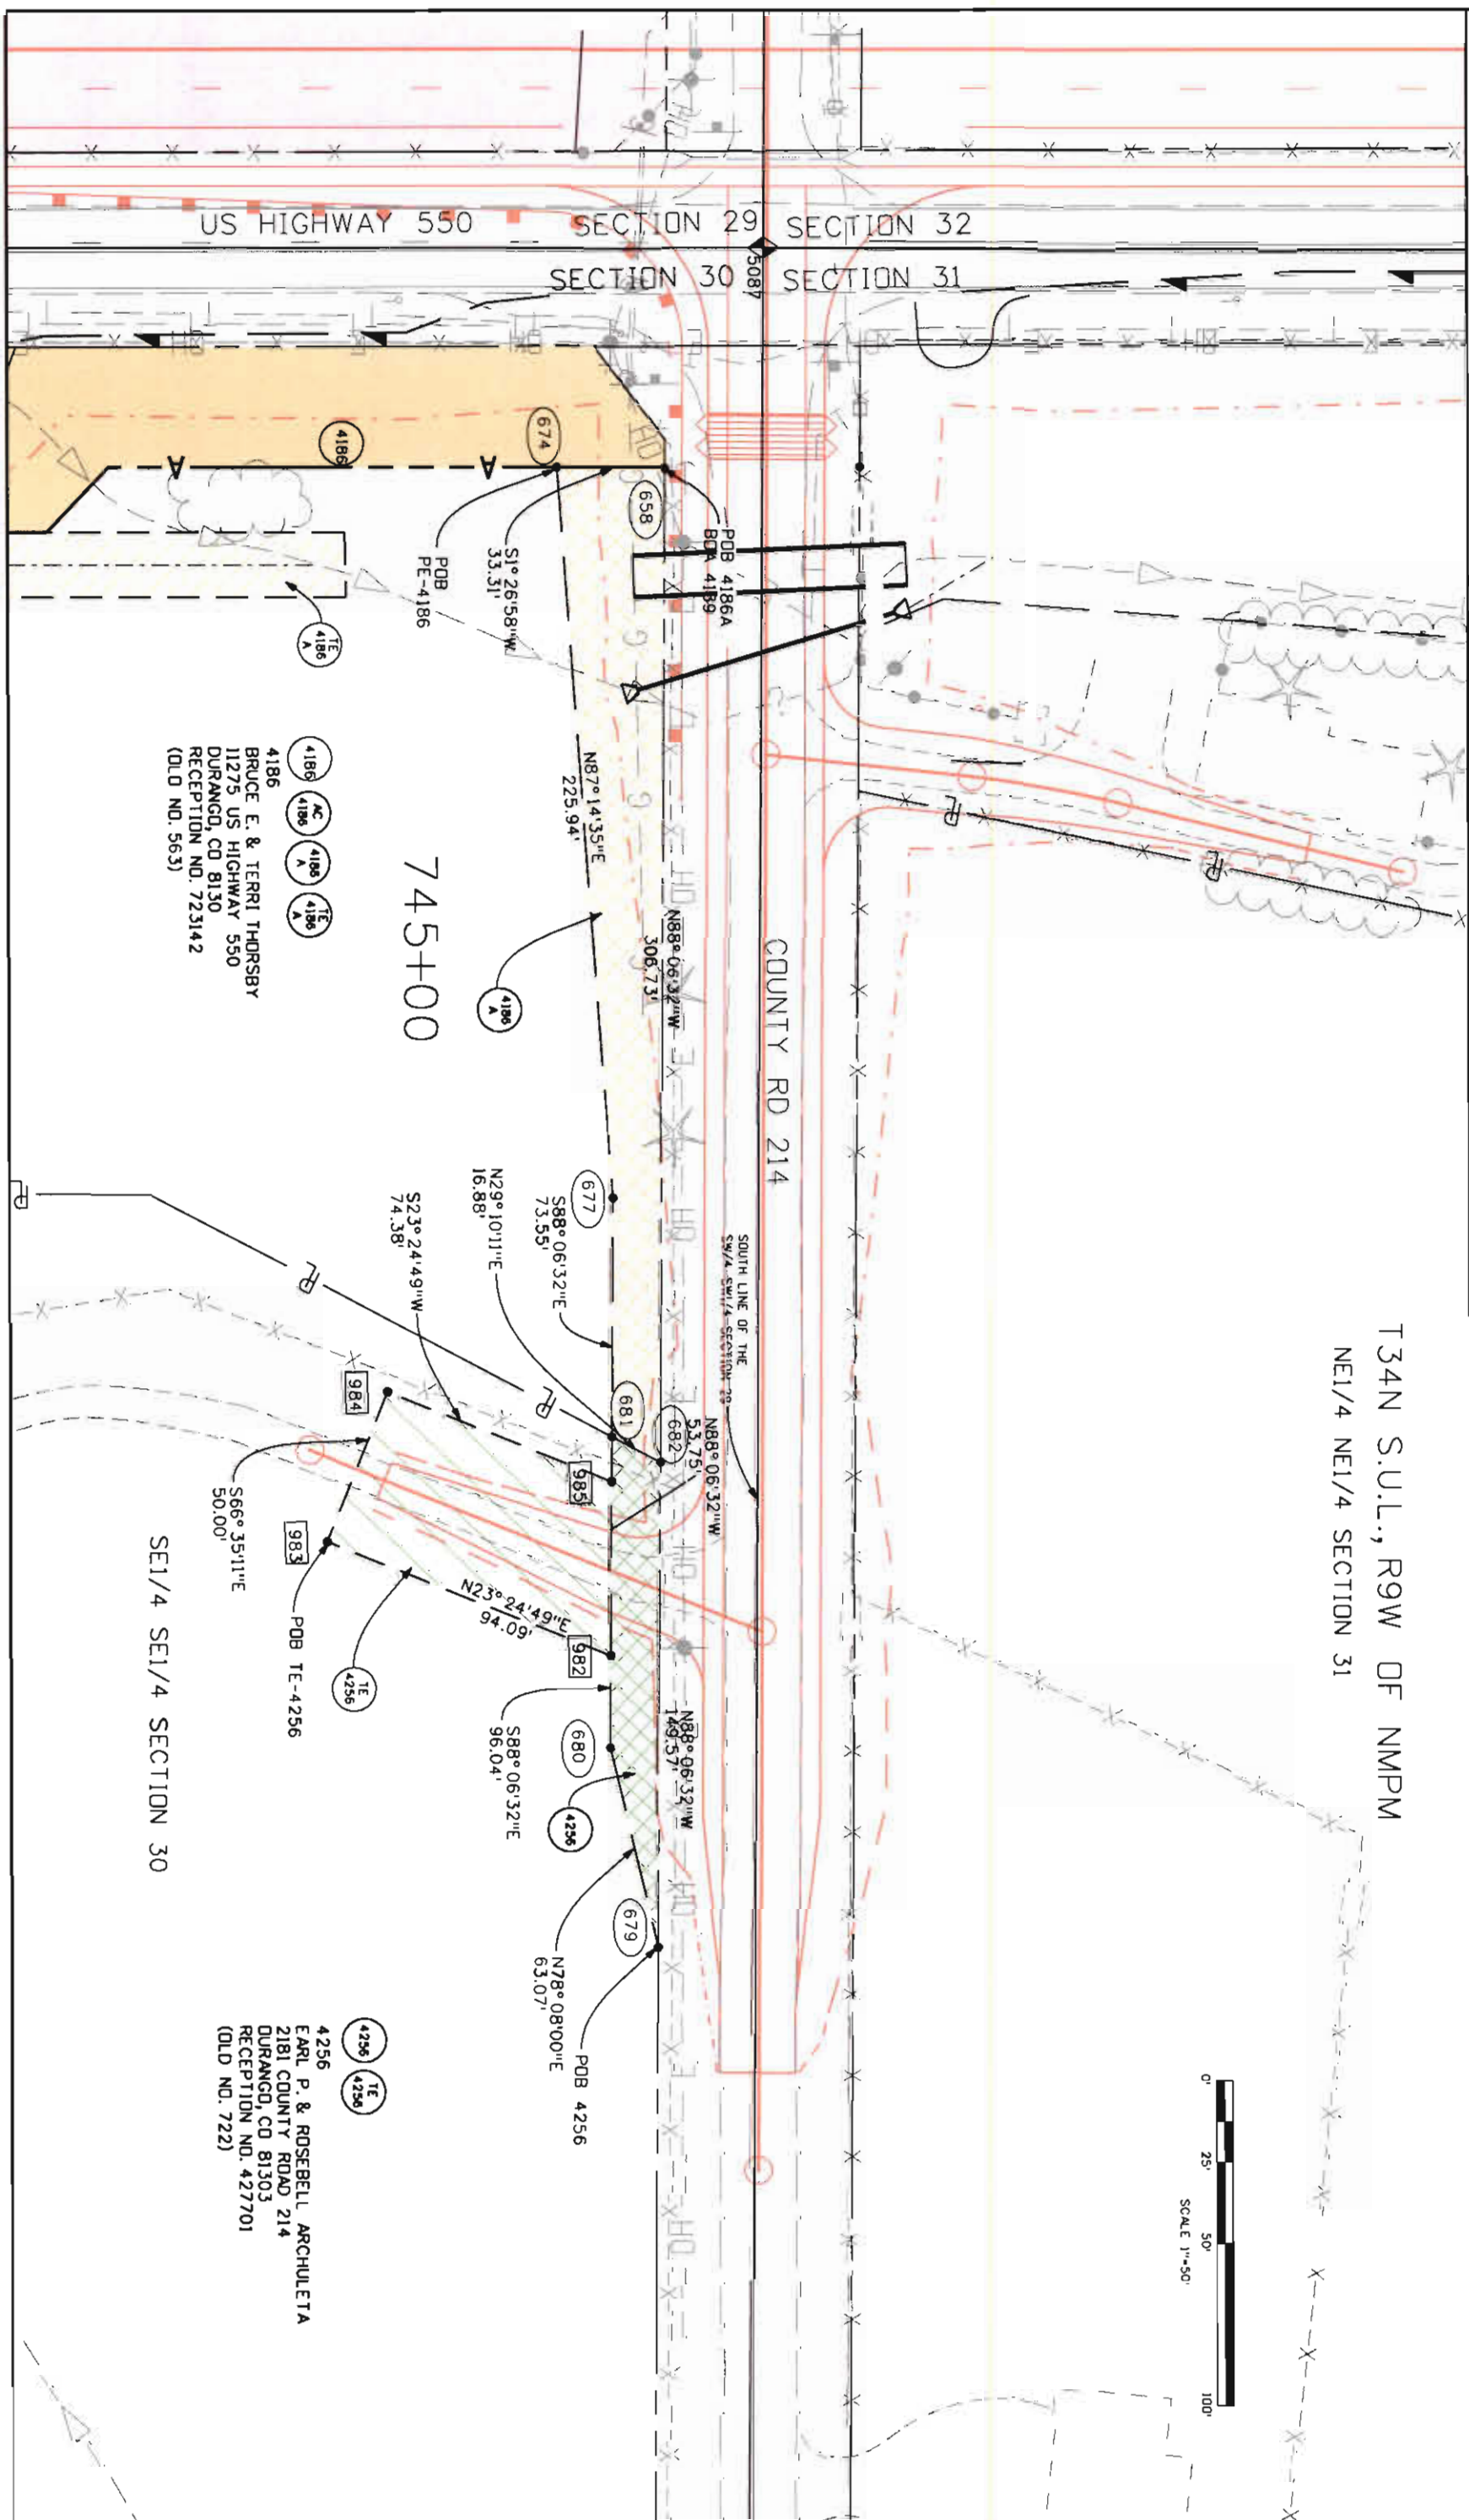 US HIGHWAY 550
SECTION 29
SECTION 32
SECTION 30
SECTION 31
5087
T34N S.U.L., R9W OF NMPM
NE1/4 NE1/4 SECTION 31
COUNTY RD 214
SOUTH LINE OF THE
SW/4 SW1/4 SECTION 29
POB 4186A
BOA 4189
658
674
4186
S1°26'58"W
33.31'
POB
PE-4186
TE
4186
A
N87°14'35"E
225.94'
N88°06'32"W
306.73'
4186
A
745+00
4186
AC
4186
4186
A
TE
4186
A
4186
BRUCE E. & TERRI THORSBY
11275 US HIGHWAY 550
DURANGO, CO 8130
RECEPTION NO. 723142
(OLD NO. 563)
677
S88°06'32"E
73.55'
N29°10'11"E
16.88'
S23°24'49"W
74.38'
681
682
N88°06'32"W
53.75'
984
985
S66°35'11"E
50.00'
983
POB TE-4256
N23°24'49"E
94.09'
982
TE
4256
680
S88°06'32"E
96.04'
4256
N88°06'32"W
149.57'
679
N78°08'00"E
63.07'
POB 4256
SE1/4 SE1/4 SECTION 30
4256
TE
4256
4256
EARL P. & ROSEBELL ARCHULETA
2181 COUNTY ROAD 214
DURANGO, CO 81303
RECEPTION NO. 427701
(OLD NO. 722)
0' 25' 50' 100'
SCALE 1"=50'